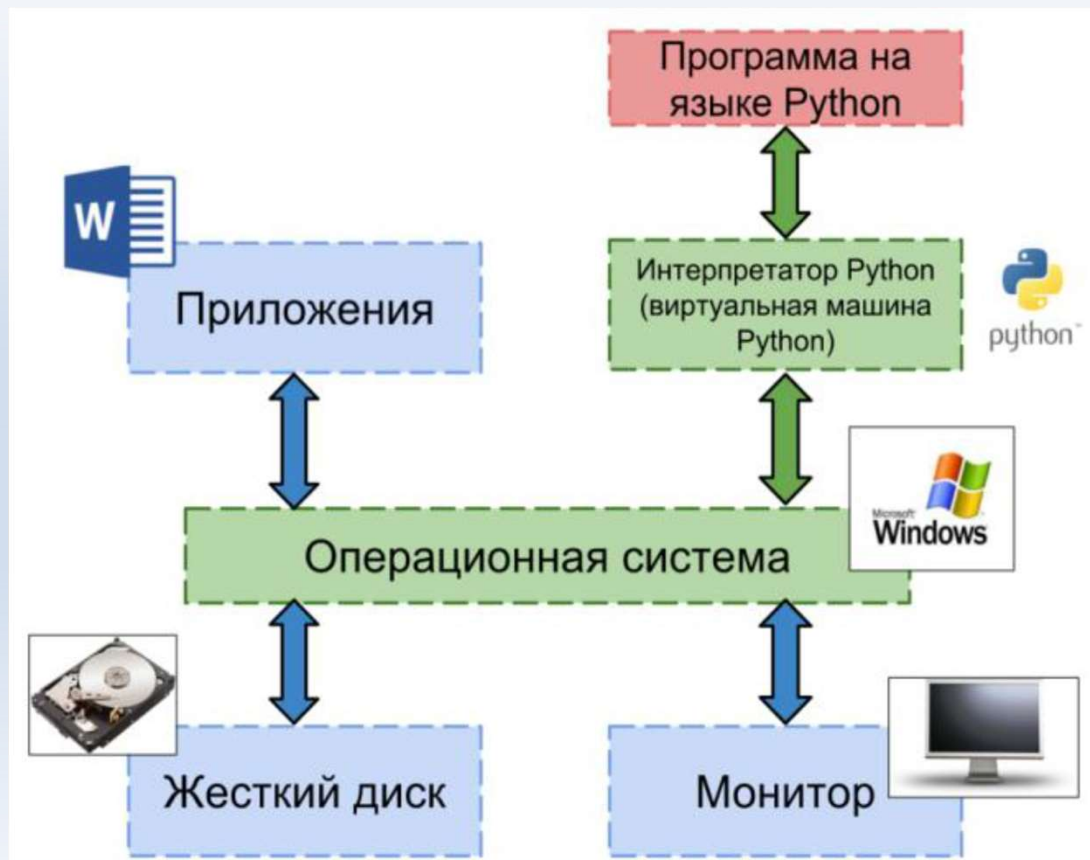 Программа на
языке Python
W
Приложения
Интерпретатор Python
(виртуальная машина
Python)
python
Microsoft
Windows
Операционная система
Жесткий диск
Монитор